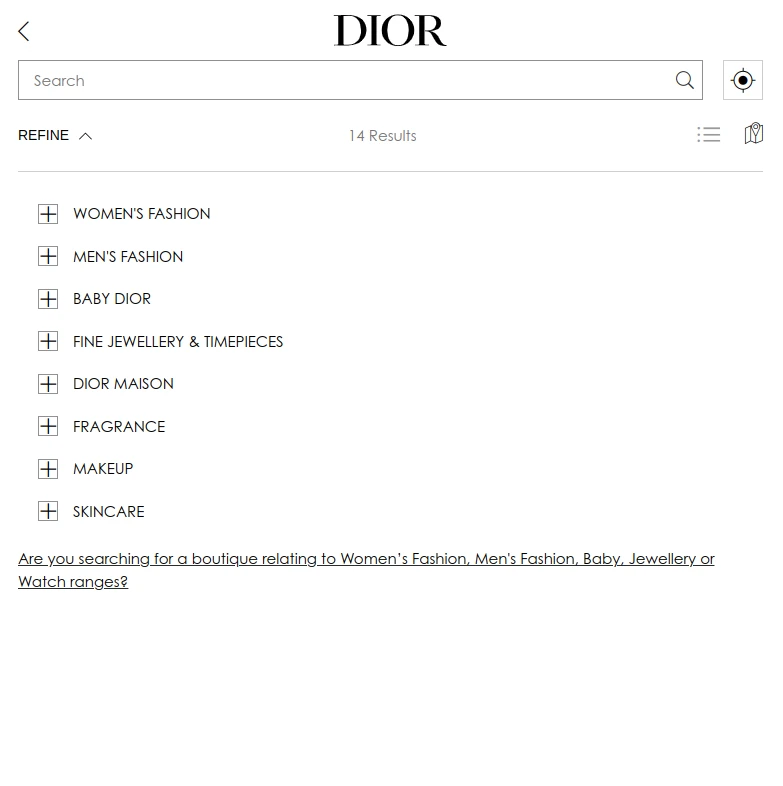 DIOR
Search
REFINE
14 Results
WOMEN'S FASHION
MEN'S FASHION
BABY DIOR
FINE JEWELLERY & TIMEPIECES
DIOR MAISON
FRAGRANCE
MAKEUP
SKINCARE
Are you searching for a boutique relating to Women’s Fashion, Men's Fashion, Baby, Jewellery or
Watch ranges?